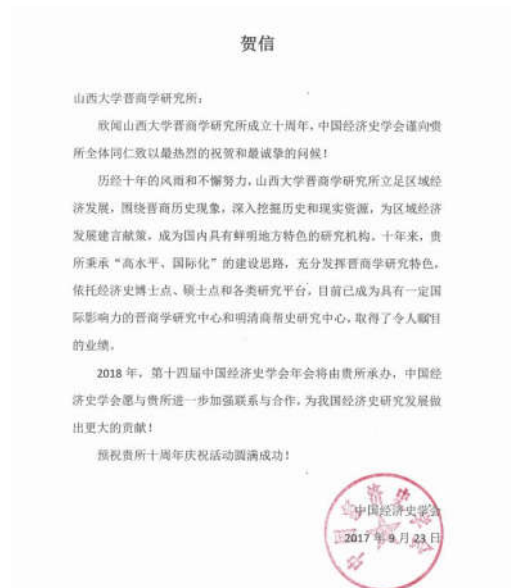 贺信
山西大学晋商学研究所：
欣闻山西大学晋商学研究所成立十周年，中国经济史学会谨向贵
所全体同仁致以最热烈的祝贺和最诚挚的问候！
历经十年的风雨和不懈努力，山西大学晋商学研究所立足区域经
济发展，围绕晋商历史现象，深入挖掘历史和现实资源，为区域经济
发展建言献策，成为国内具有鲜明地方特色的研究机构。十年来，贵
所秉承“高水平、国际化”的建设思路，充分发挥晋商学研究特色，
依托经济史博士点、硕士点和各类研究平台，目前已成为具有一定国
际影响力的晋商学研究中心和明清商帮史研究中心，取得了令人瞩目
的业绩。
2018 年，第十四届中国经济史学会年会将由贵所承办，中国经
济史学会愿与贵所进一步加强联系与合作，为我国经济史研究发展做
出更大的贡献！
预祝贵所十周年庆祝活动圆满成功！
中国经济史学会
2017 年 9 月 23 日
中国经济史学会